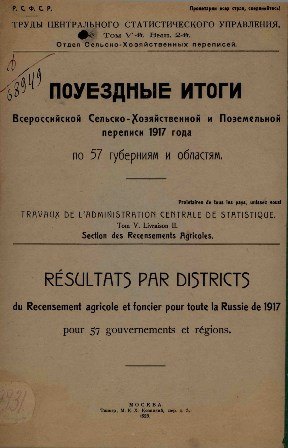 Р. С. Ф. С. Р.
Пролетарии всех стран, соединяйтесь!
ТРУДЫ ЦЕНТРАЛЬНОГО СТАТИСТИЧЕСКОГО УПРАВЛЕНИЯ.
Том V-й. Вып. 2-й.
Отдел Сельско-Хозяйственных переписей.
68949
ПОУЕЗДНЫЕ ИТОГИ
Всероссийской Сельско-Хозяйственной и Поземельной
переписи 1917 года
по 57 губерниям и областям.
Prolétaires de tous les pays, unissez vous!
TRAVAUX DE L'ADMINISTRATION CENTRALE DE STATISTIQUE.
Tom V. Livraison II.
Section des Recensements Agricoles.
RÉSULTATS PAR DISTRICTS
du Recensement agricole et foncier pour toute la Russie de 1917
pour 57 gouvernements et régions.
МОСКВА.